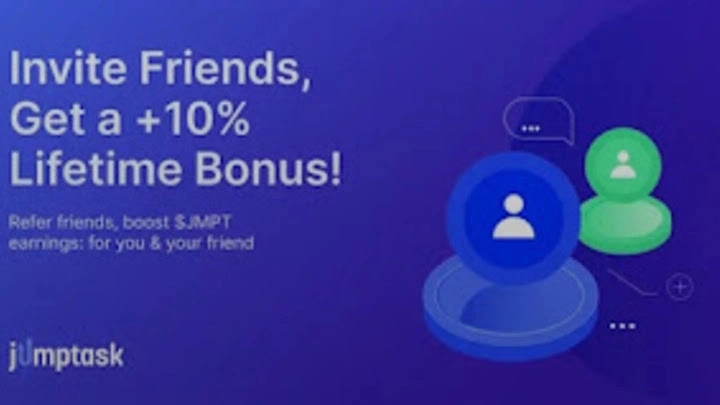 Invite Friends,
Get a +10%
Lifetime Bonus!
Refer friends, boost $JMPT
earnings: for you & your friend
jumptask